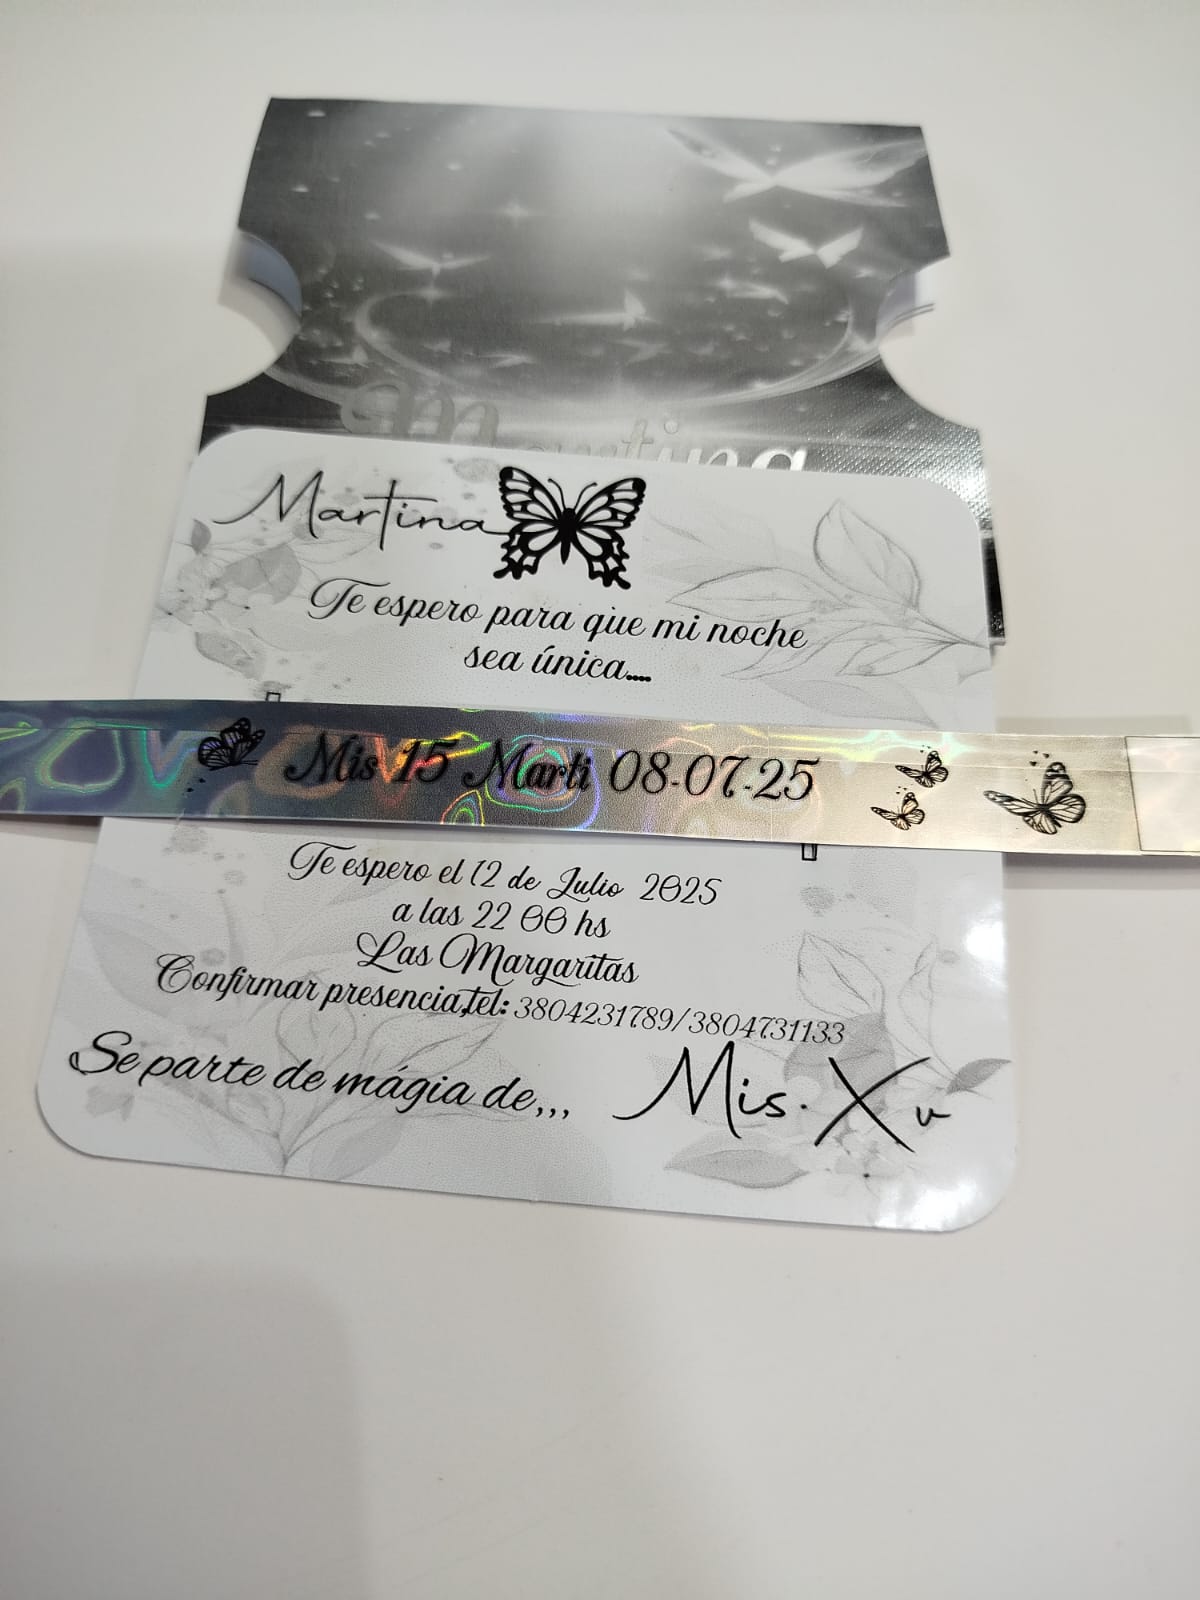 Martina
Martina
Te espero para que mi noche
sea única....
Mis 15 Marti 08-07-25
Te espero el 12 de Julio 2025
a las 22 00 hs
Las Margaritas
Confirmar presencia,tel: 3804231789/3804731133
Se parte de mágia de,,,
Mis. Xu